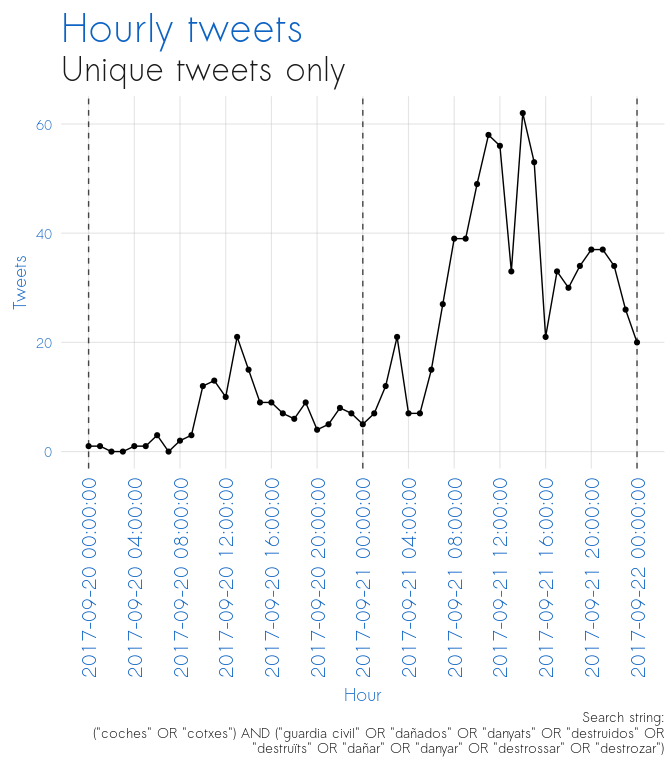 Hourly tweets
Unique tweets only
60
40
20
0
Tweets
2017-09-20 00:00:00
2017-09-20 04:00:00
2017-09-20 08:00:00
2017-09-20 12:00:00
2017-09-20 16:00:00
2017-09-20 20:00:00
2017-09-21 00:00:00
2017-09-21 04:00:00
2017-09-21 08:00:00
2017-09-21 12:00:00
2017-09-21 16:00:00
2017-09-21 20:00:00
2017-09-22 00:00:00
Hour
Search string:
("coches" OR "cotxes") AND ("guardia civil" OR "dañados" OR "danyats" OR "destruidos" OR
"destruïts" OR "dañar" OR "danyar" OR "destrossar" OR "destrozar")